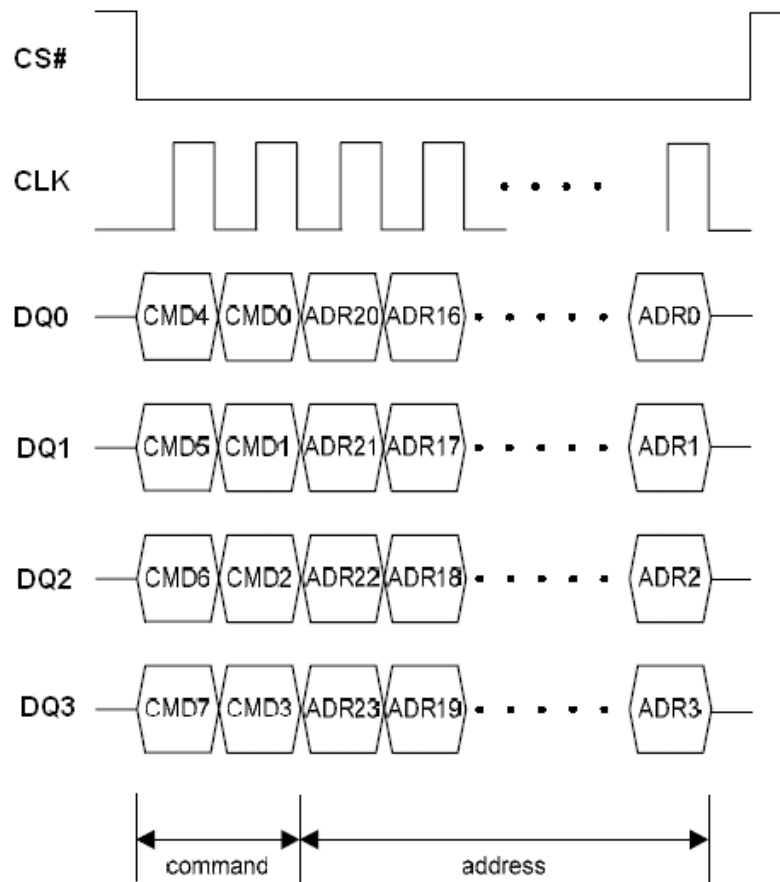 CS#
CLK
DQ0 CMD4 CMD0 ADR20 ADR16 ADR0
DQ1 CMD5 CMD1 ADR21 ADR17 ADR1
DQ2 CMD6 CMD2 ADR22 ADR18 ADR2
DQ3 CMD7 CMD3 ADR23 ADR19 ADR3
command address